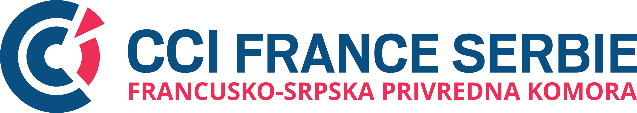 CCI FRANCE SERBIE
FRANCUSKO-SRPSKA PRIVREDNA KOMORA